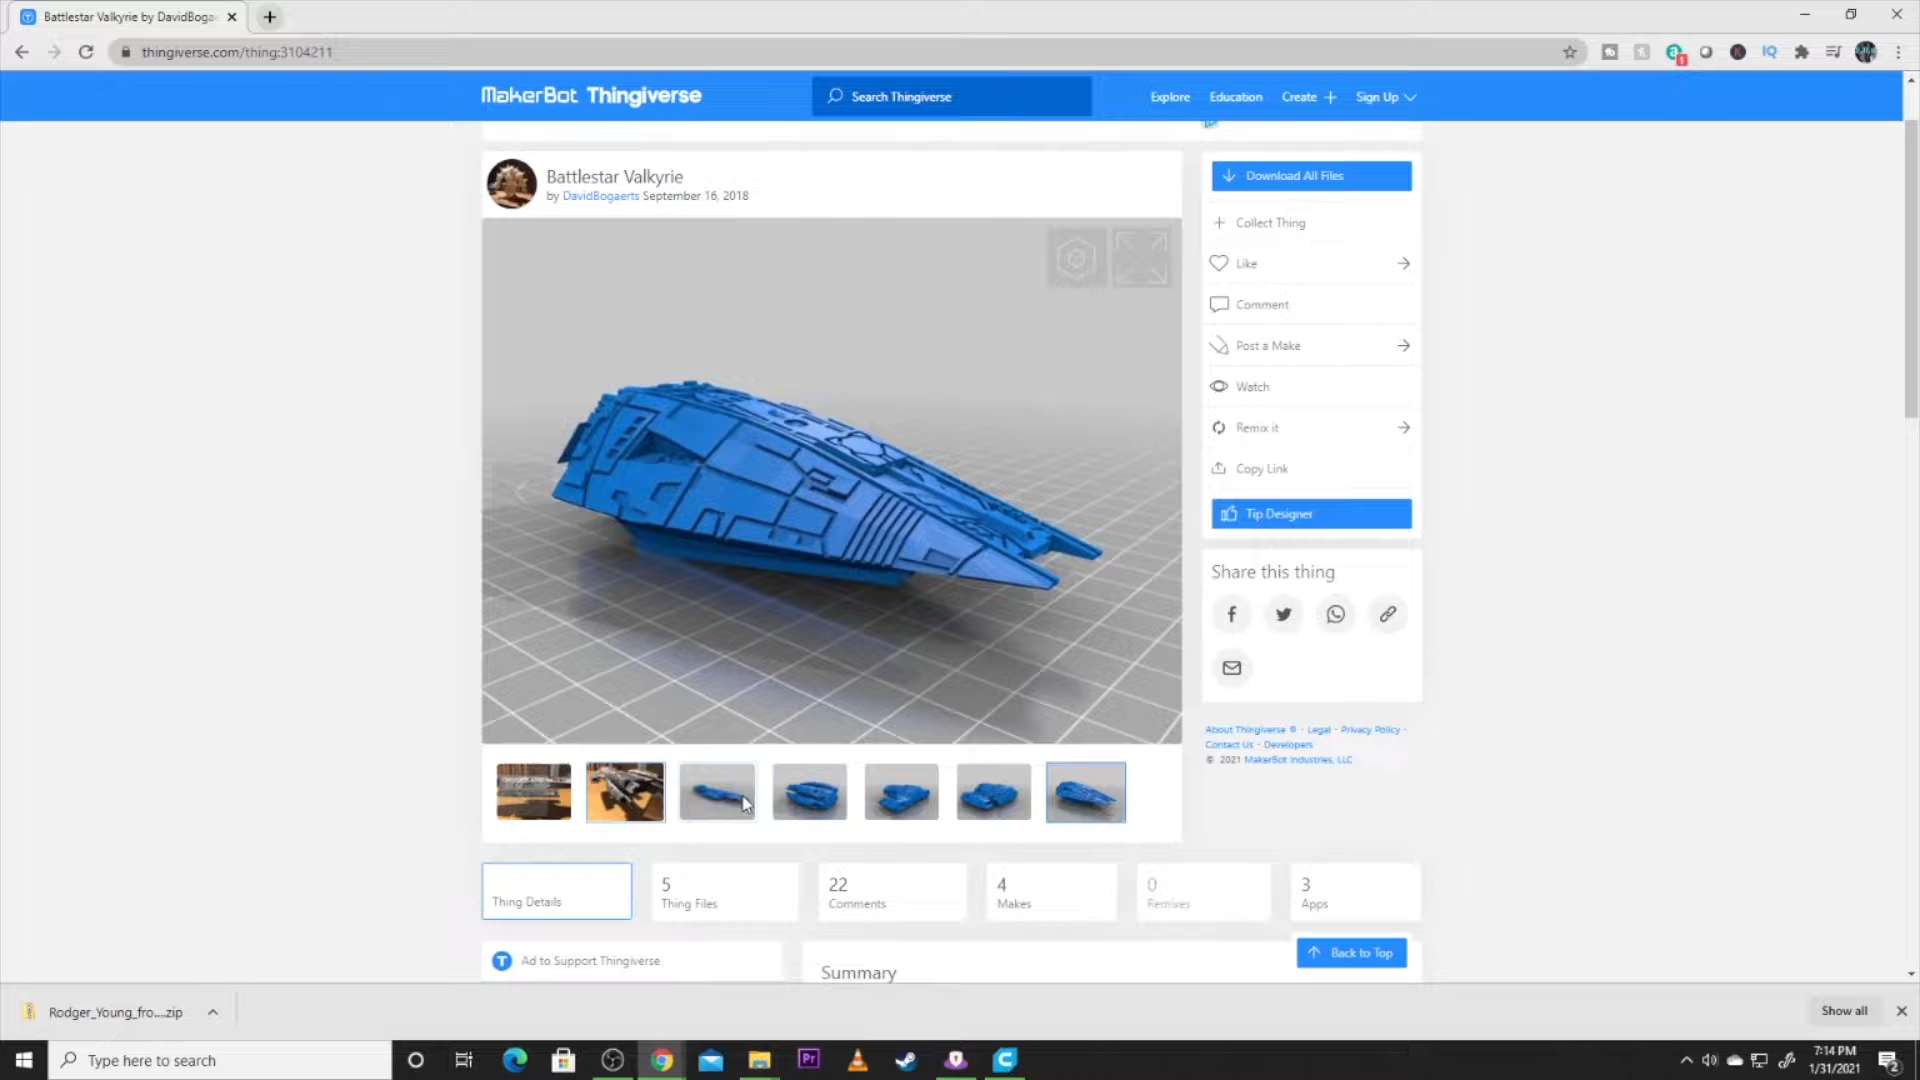 Battlestar Valkyrie by DavidBoga
thingiverse.com/thing:3104211
1
IQ
MakerBot Thingiverse
Search Thingiverse
Explore
Education
Create
Sign Up
Battlestar Valkyrie
by DavidBogaerts September 16, 2018
Download All Files
Collect Thing
Like
Comment
Post a Make
Watch
Remix it
Copy Link
Tip Designer
Share this thing
About Thingiverse ® - Legal - Privacy Policy -
Contact Us - Developers
© 2021 MakerBot Industries, LLC
Thing Details
5
Thing Files
22
Comments
4
Makes
0
Remixes
3
Apps
Ad to Support Thingiverse
Summary
Back to Top
Rodger_Young_fro....zip
Show all
Type here to search
Pr
7:14 PM
1/31/2021
2